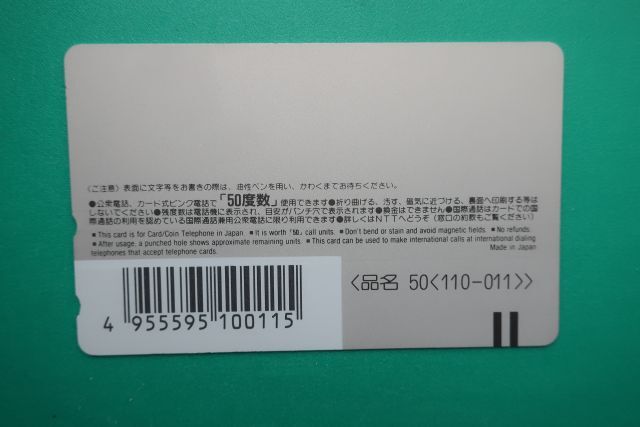 〈ご注意〉表面に文字等をお書きの際は、油性ペンを用い、かわくまでお待ちください。
●公衆電話、カード式ピンク電話で「50度数」使用できます●折り曲げる、汚す、磁気に近づける、裏面へ印刷する等は
しないでください●残度数は電話機に表示され、目安がパンチ穴で表示されます●換金はできません●国際通話はカードでの国
際通話の利用を認めている国際通話兼用公衆電話に限り利用できます●詳しくはNTTへどうぞ（窓口の約款もご覧ください）
■This card is for Card/Coin Telephone in Japan. ■It is worth「50」call units. ■Don't bend or stain and avoid magnetic fields. ■No refunds.
■After usage, a punched hole shows approximate remaining units. ■This card can be used to make international calls at international dialing
telephones that accept telephone cards. Made in Japan
〈品名 50〈110-011〉〉
4 955595 100115